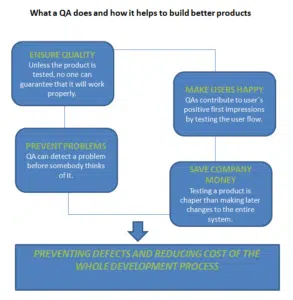 What a QA does and how it helps to build better products
ENSURE QUALITY
Unless the product is
tested, no one can
guarantee that it will work
properly.
MAKE USERS HAPPY
QAs contribute to user´s
positive first impressions
by testing the user flow.
PREVENT PROBLEMS
QA can detect a problem
before somebody thinks
of it.
SAVE COMPANY
MONEY
Testing a product is
chaper than making later
changes to the entire
system.
PREVENTING DEFECTS AND REDUCING COST OF THE
WHOLE DEVELOPMENT PROCESS